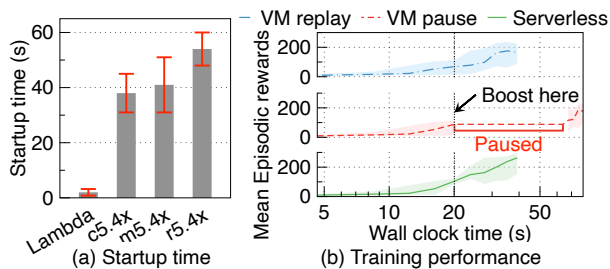 VM replay VM pause Serverless
Startup time (s)
60
40
20
0
Lambda
c5.4x
m5.4x
r5.4x
(a) Startup time
Mean Episodic rewards
200
0
200
100
0
200
0
Boost here
Paused
5 10 20 50
Wall clock time (s)
(b) Training performance